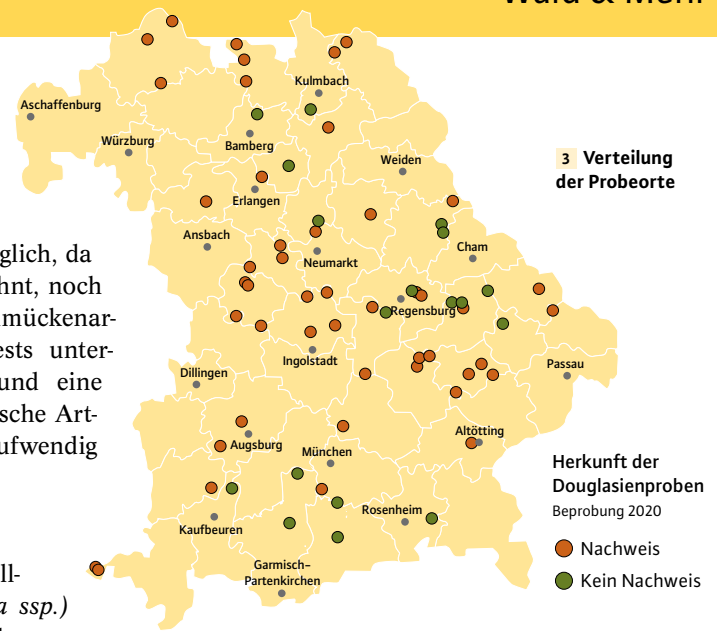 3 Verteilung
der Probeorte
glich, da
hnt, noch
mückenar-
ests unter-
und eine
sche Art-
ufwendig
ll-
a ssp.)
Aschaffenburg
Würzburg
Kulmbach
Bamberg
Weiden
Erlangen
Ansbach
Neumarkt
Cham
Regensburg
Ingolstadt
Dillingen
Passau
Augsburg
München
Altötting
Rosenheim
Kaufbeuren
Garmisch-
Partenkirchen
Herkunft der
Douglasienproben
Beprobung 2020
Nachweis
Kein Nachweis